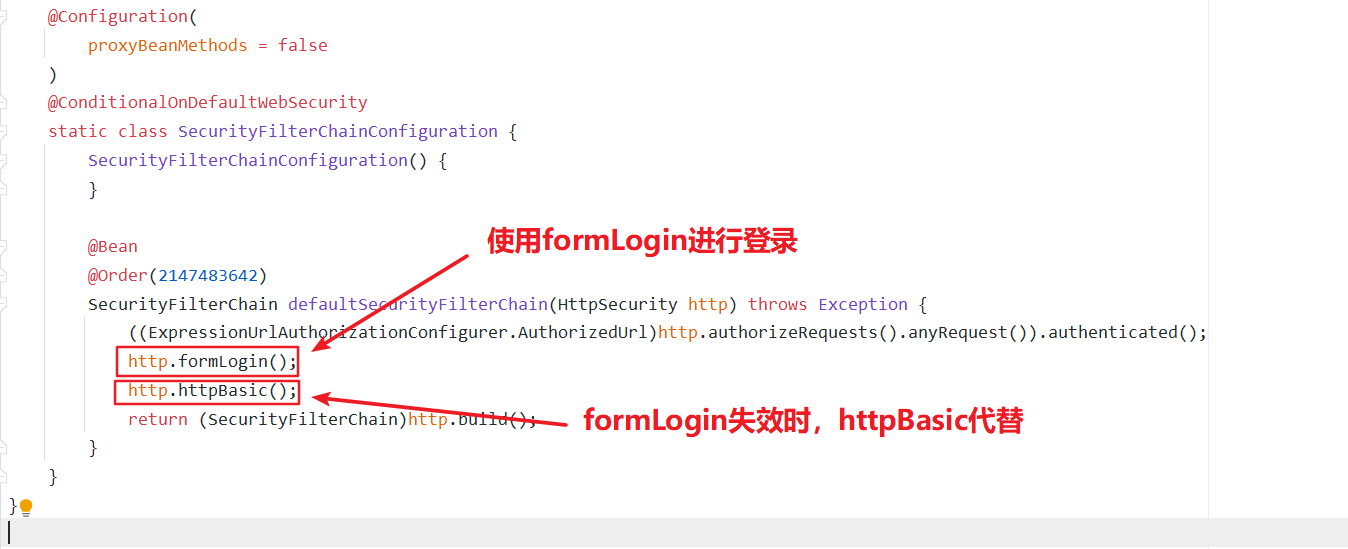 @Configuration(
proxyBeanMethods = false
)
@ConditionalOnDefaultWebSecurity
static class SecurityFilterChainConfiguration {
SecurityFilterChainConfiguration() {
}
使用formLogin进行登录
@Bean
@Order(2147483642)
SecurityFilterChain defaultSecurityFilterChain(HttpSecurity http) throws Exception {
((ExpressionUrlAuthorizationConfigurer.AuthorizedUrl)http.authorizeRequests().anyRequest()).authenticated();
http.formLogin();
http.httpBasic();
return (SecurityFilterChain)http.build();
formLogin失效时，httpBasic代替
}
}
}